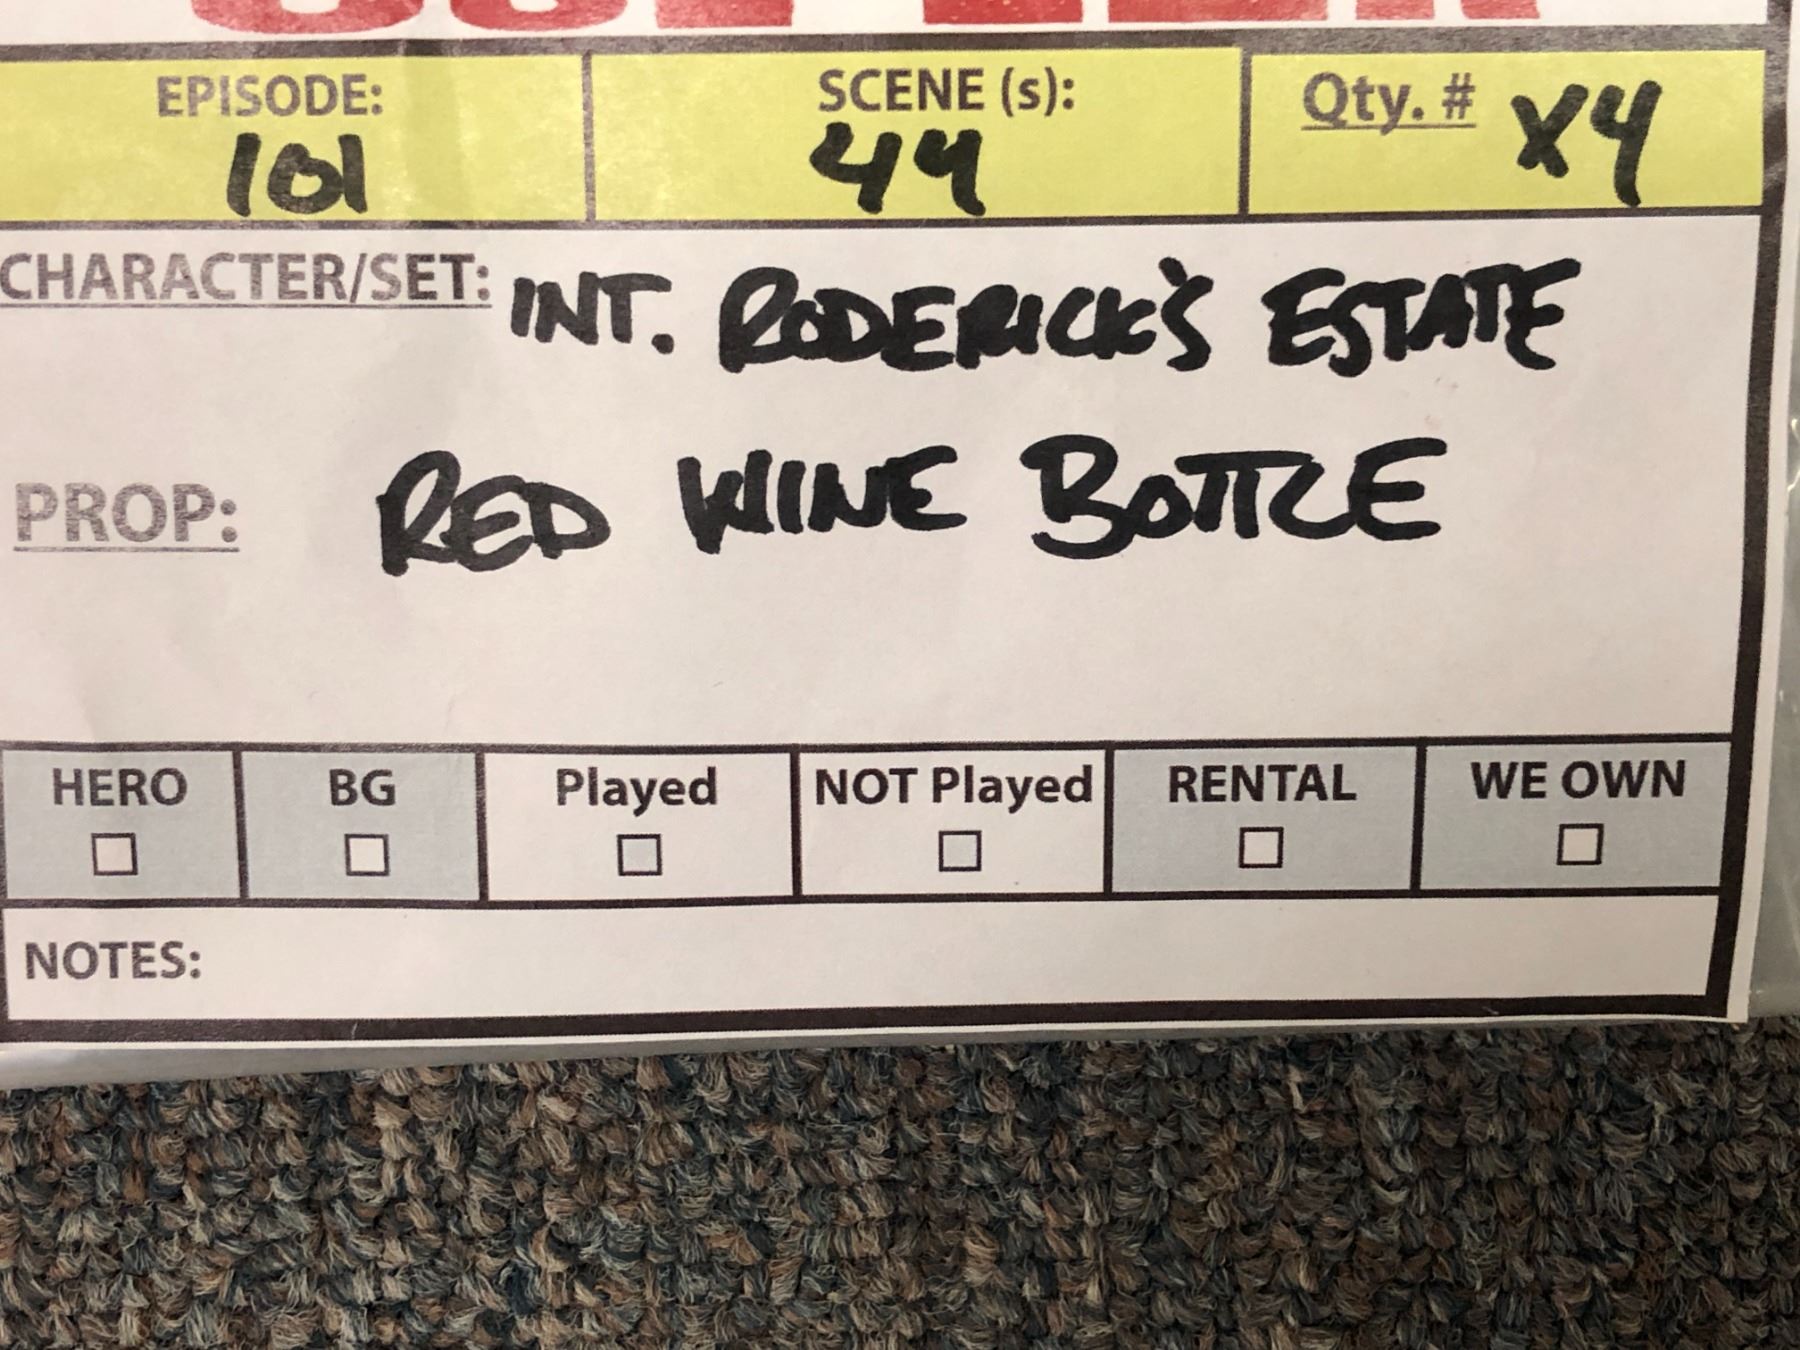 EPISODE: SCENE (s): Qty. # X4
101 44
CHARACTER/SET: INT. RODERICK'S ESTATE
PROP: RED WINE BOTTLE
HERO BG Played NOT Played RENTAL WE OWN
NOTES: